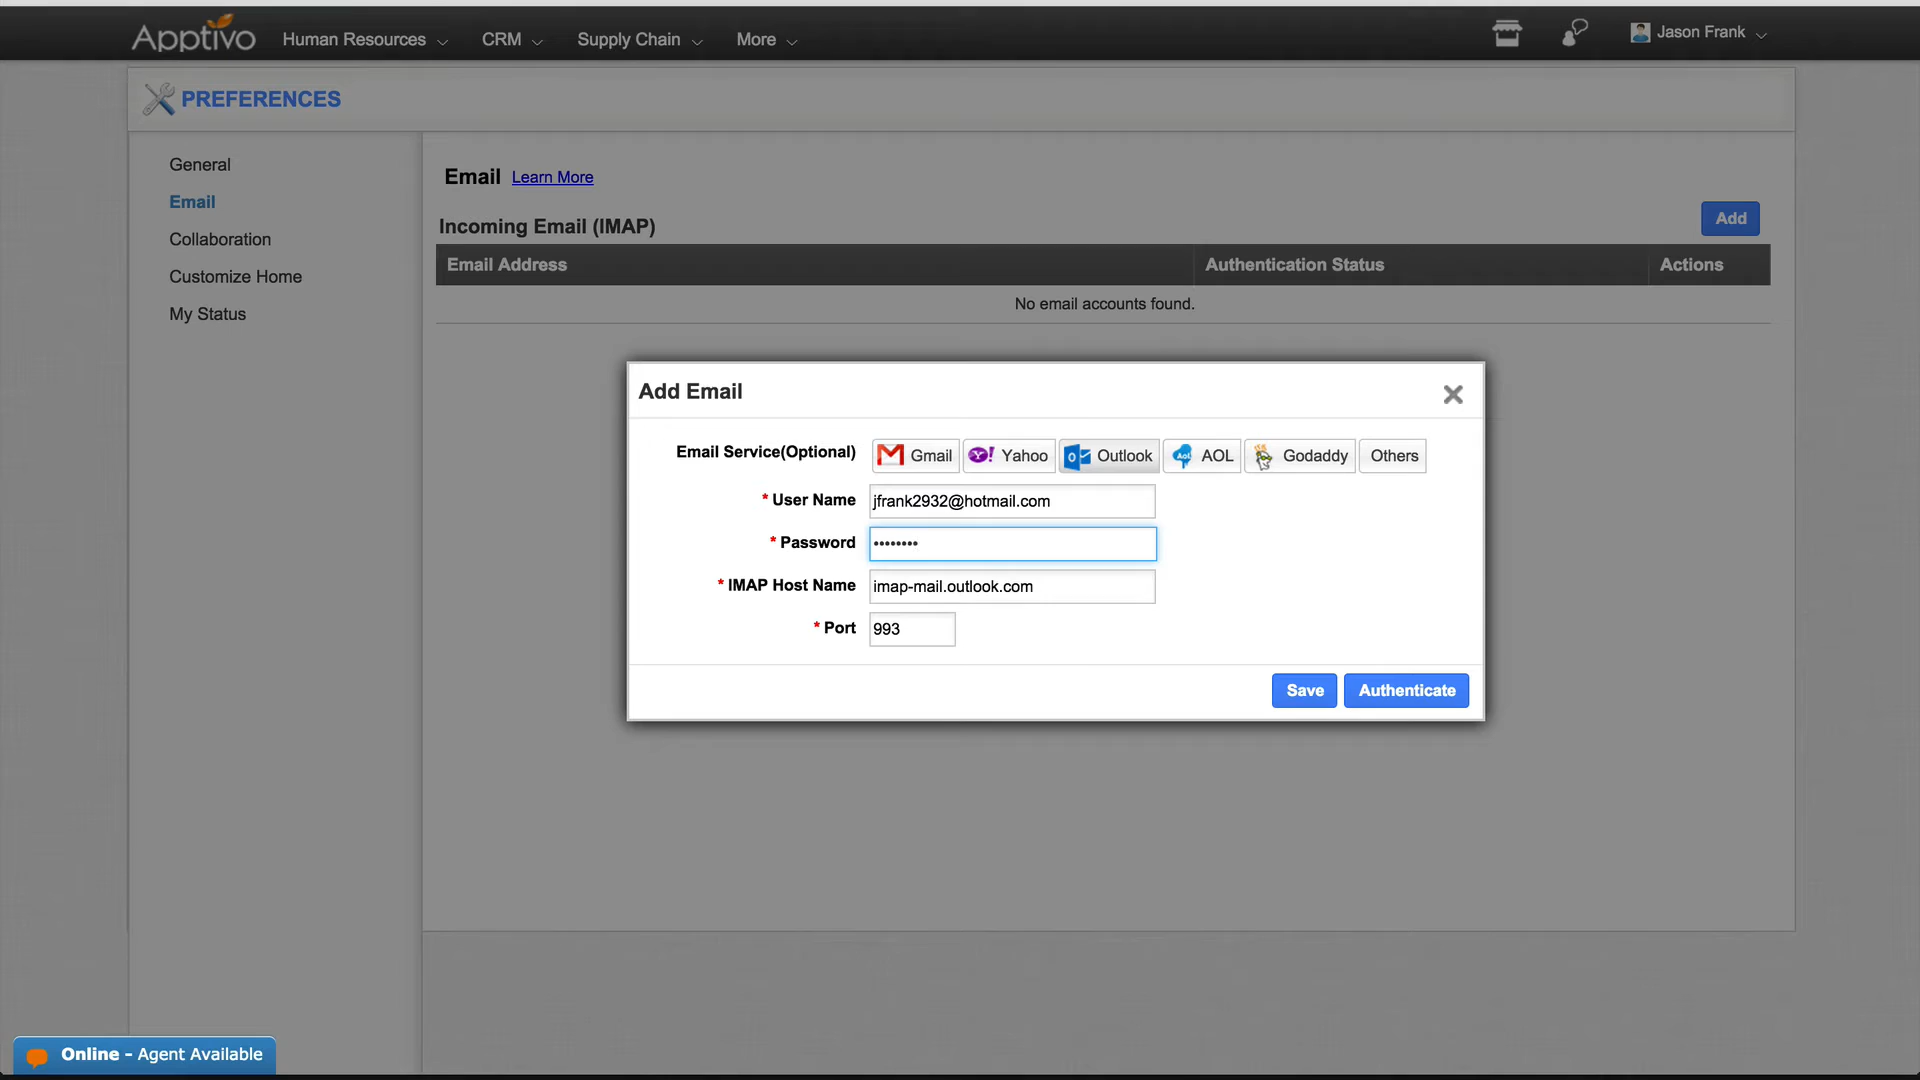 Apptivo Human Resources CRM Supply Chain More Jason Frank
PREFERENCES
General
Email
Collaboration
Customize Home
My Status
Email Learn More
Incoming Email (IMAP) Add
Email Address Authentication Status Actions
No email accounts found.
Add Email
Email Service(Optional) Gmail Yahoo Outlook AOL Godaddy Others
* User Name jfrank2932@hotmail.com
* Password ••••••••
* IMAP Host Name imap-mail.outlook.com
* Port 993
Save Authenticate
Online - Agent Available